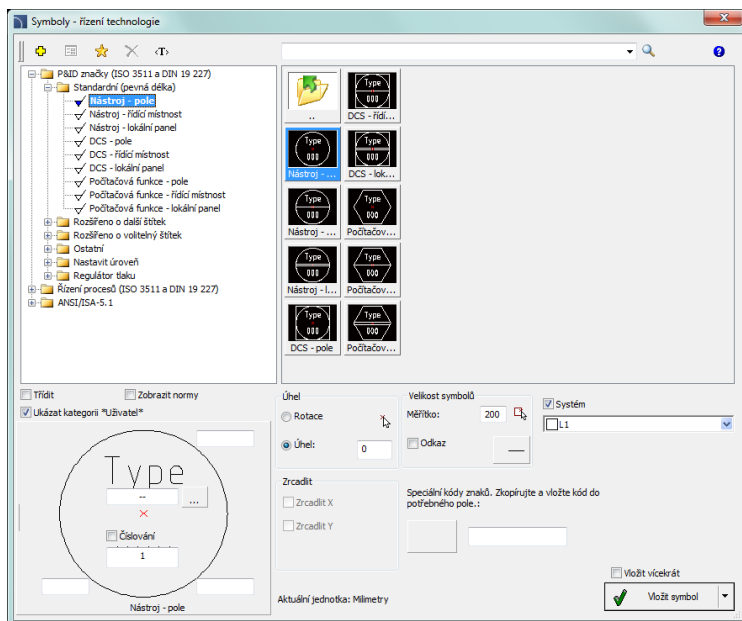 Symboly - řízení technologie
<T>
P&ID značky (ISO 3511 a DIN 19 227)
Standardní (pevná délka)
Nástroj - pole
Nástroj - řídící místnost
Nástroj - lokální panel
DCS - pole
DCS - řídící místnost
DCS - lokální panel
Počítačová funkce - pole
Počítačová funkce - řídící místnost
Počítačová funkce - lokální panel
Rozšířeno o další štítek
Rozšířeno o volitelný štítek
Ostatní
Nastavit úroveň
Regulátor tlaku
Řízení procesů (ISO 3511 a DIN 19 227)
ANSI/ISA-5.1
Type
000
..
DCS - řídí...
Type
000
Type
000
Nástroj - ...
DCS - lok...
Type
000
Type
000
Nástroj - ...
Počítačov...
Type
000
Type
000
Nástroj - l...
Počítačov...
Type
000
Type
000
DCS - pole
Počítačov...
Třídit
Zobrazit normy
Ukázat kategorii *Uživatel*
Type
--
...
Číslování
1
Nástroj - pole
Úhel
Rotace
Úhel:
0
Velikost symbolů
Měřítko:
200
Odkaz
Systém
L1
Zrcadlit
Zrcadlit X
Zrcadlit Y
Speciální kódy znaků. Zkopírujte a vložte kód do
potřebného pole.:
Aktuální jednotka: Milimetry
Vložit vícekrát
Vložit symbol